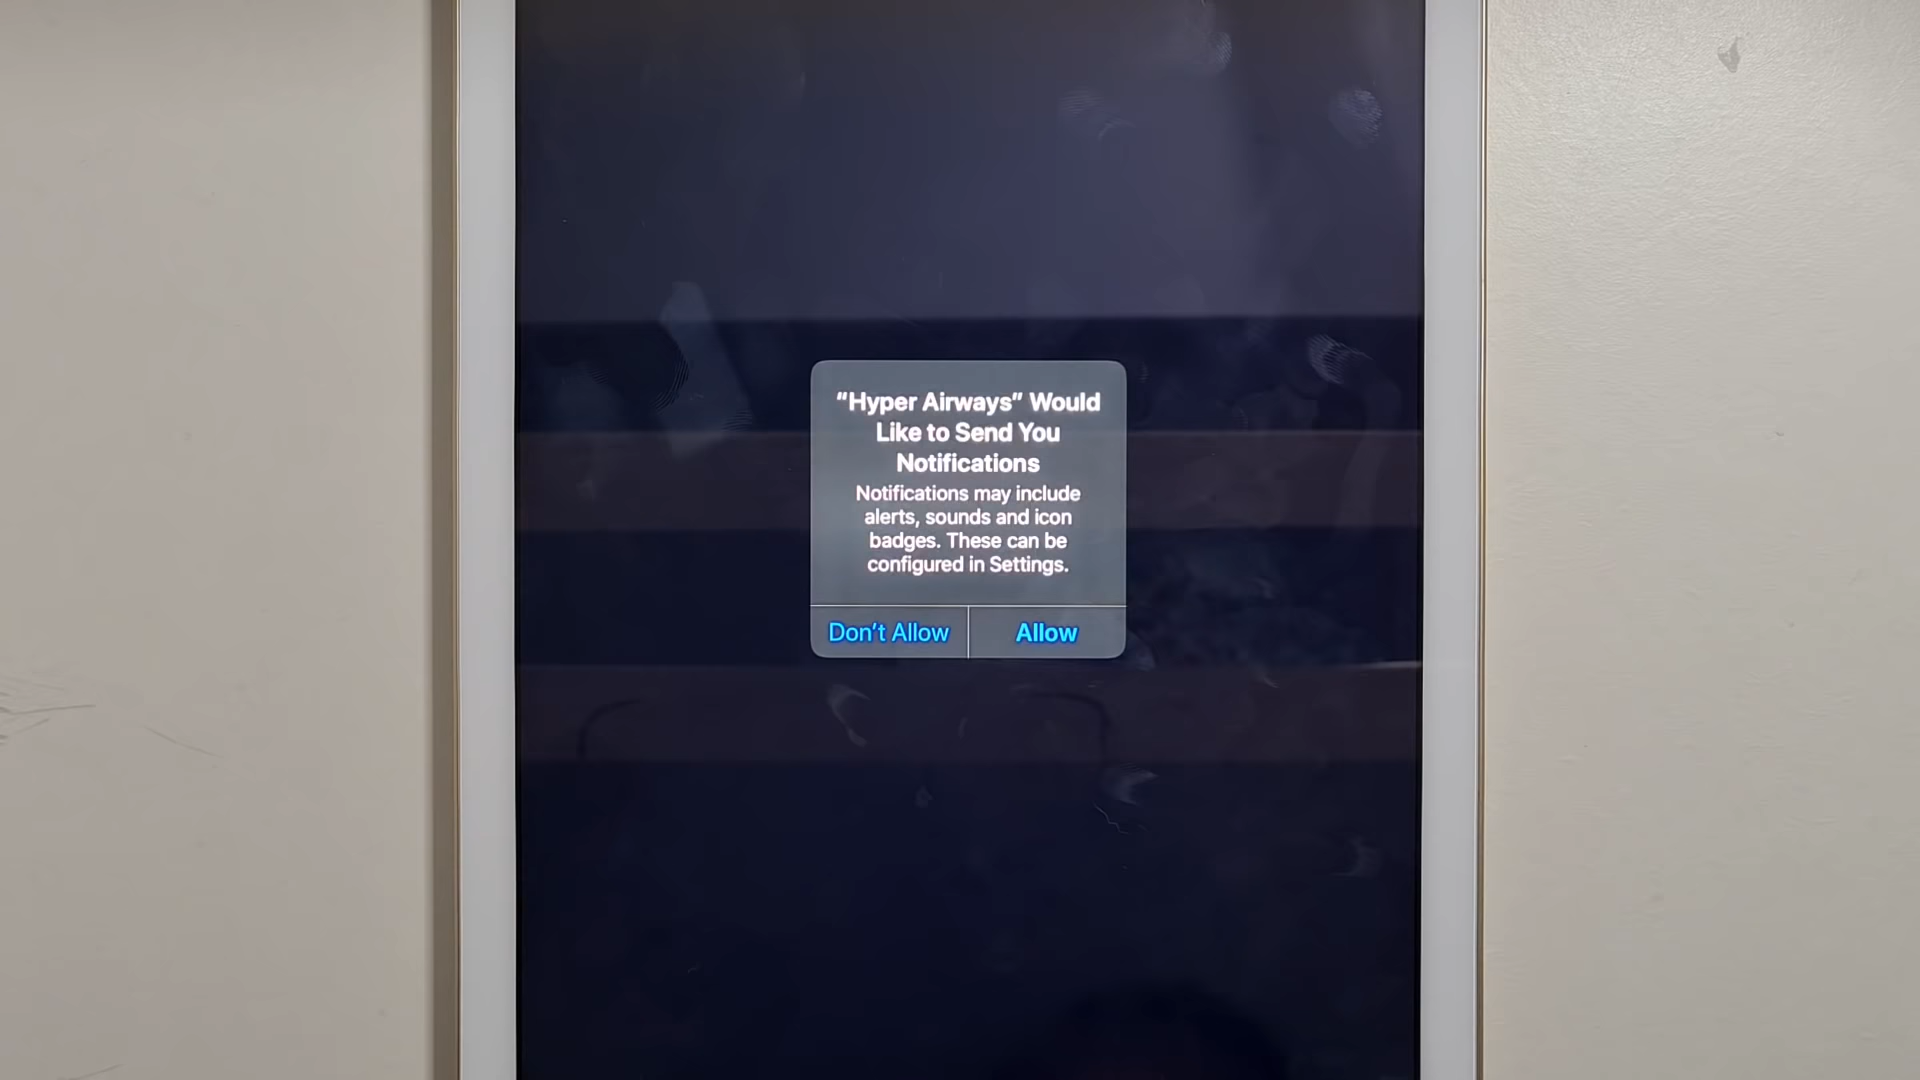 “Hyper Airways” Would
Like to Send You
Notifications
Notifications may include
alerts, sounds and icon
badges. These can be
configured in Settings.
Don’t Allow
Allow